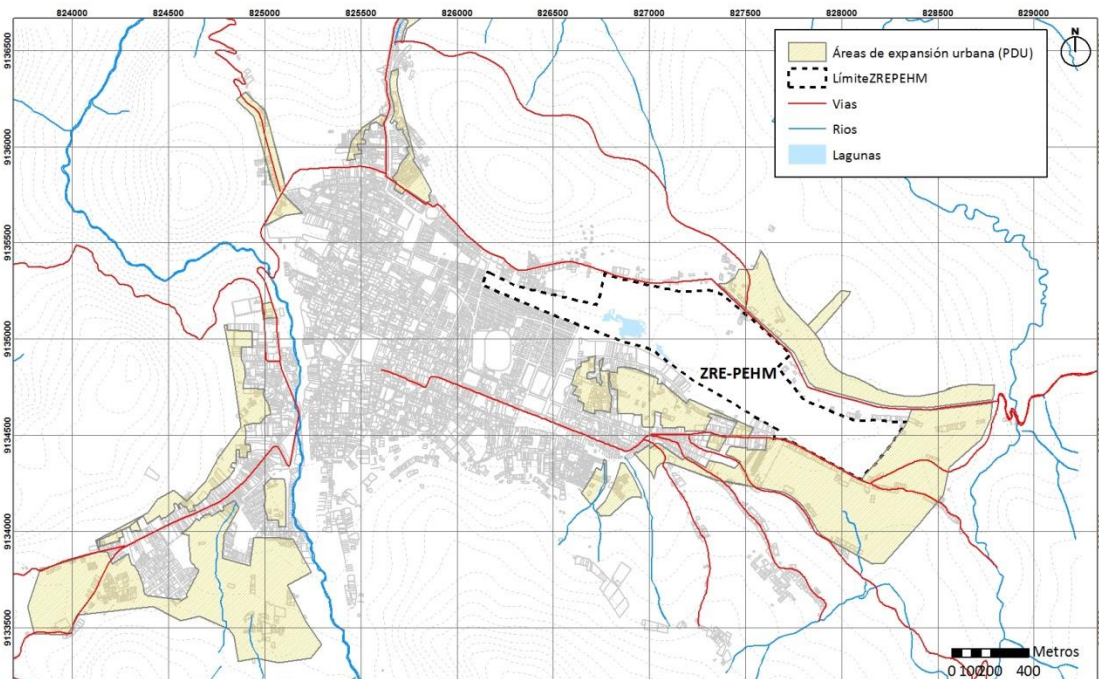 824000 824500 825000 825500 826000 826500 827000 827500 828000 828500 829000
N
Áreas de expansión urbana (PDU)
LímiteZREPEHM
Vias
Rios
Lagunas
9136500
9136000
9135500
9135000
9134500
9134000
9133500
ZRE-PEHM
Metros
0 100200 400